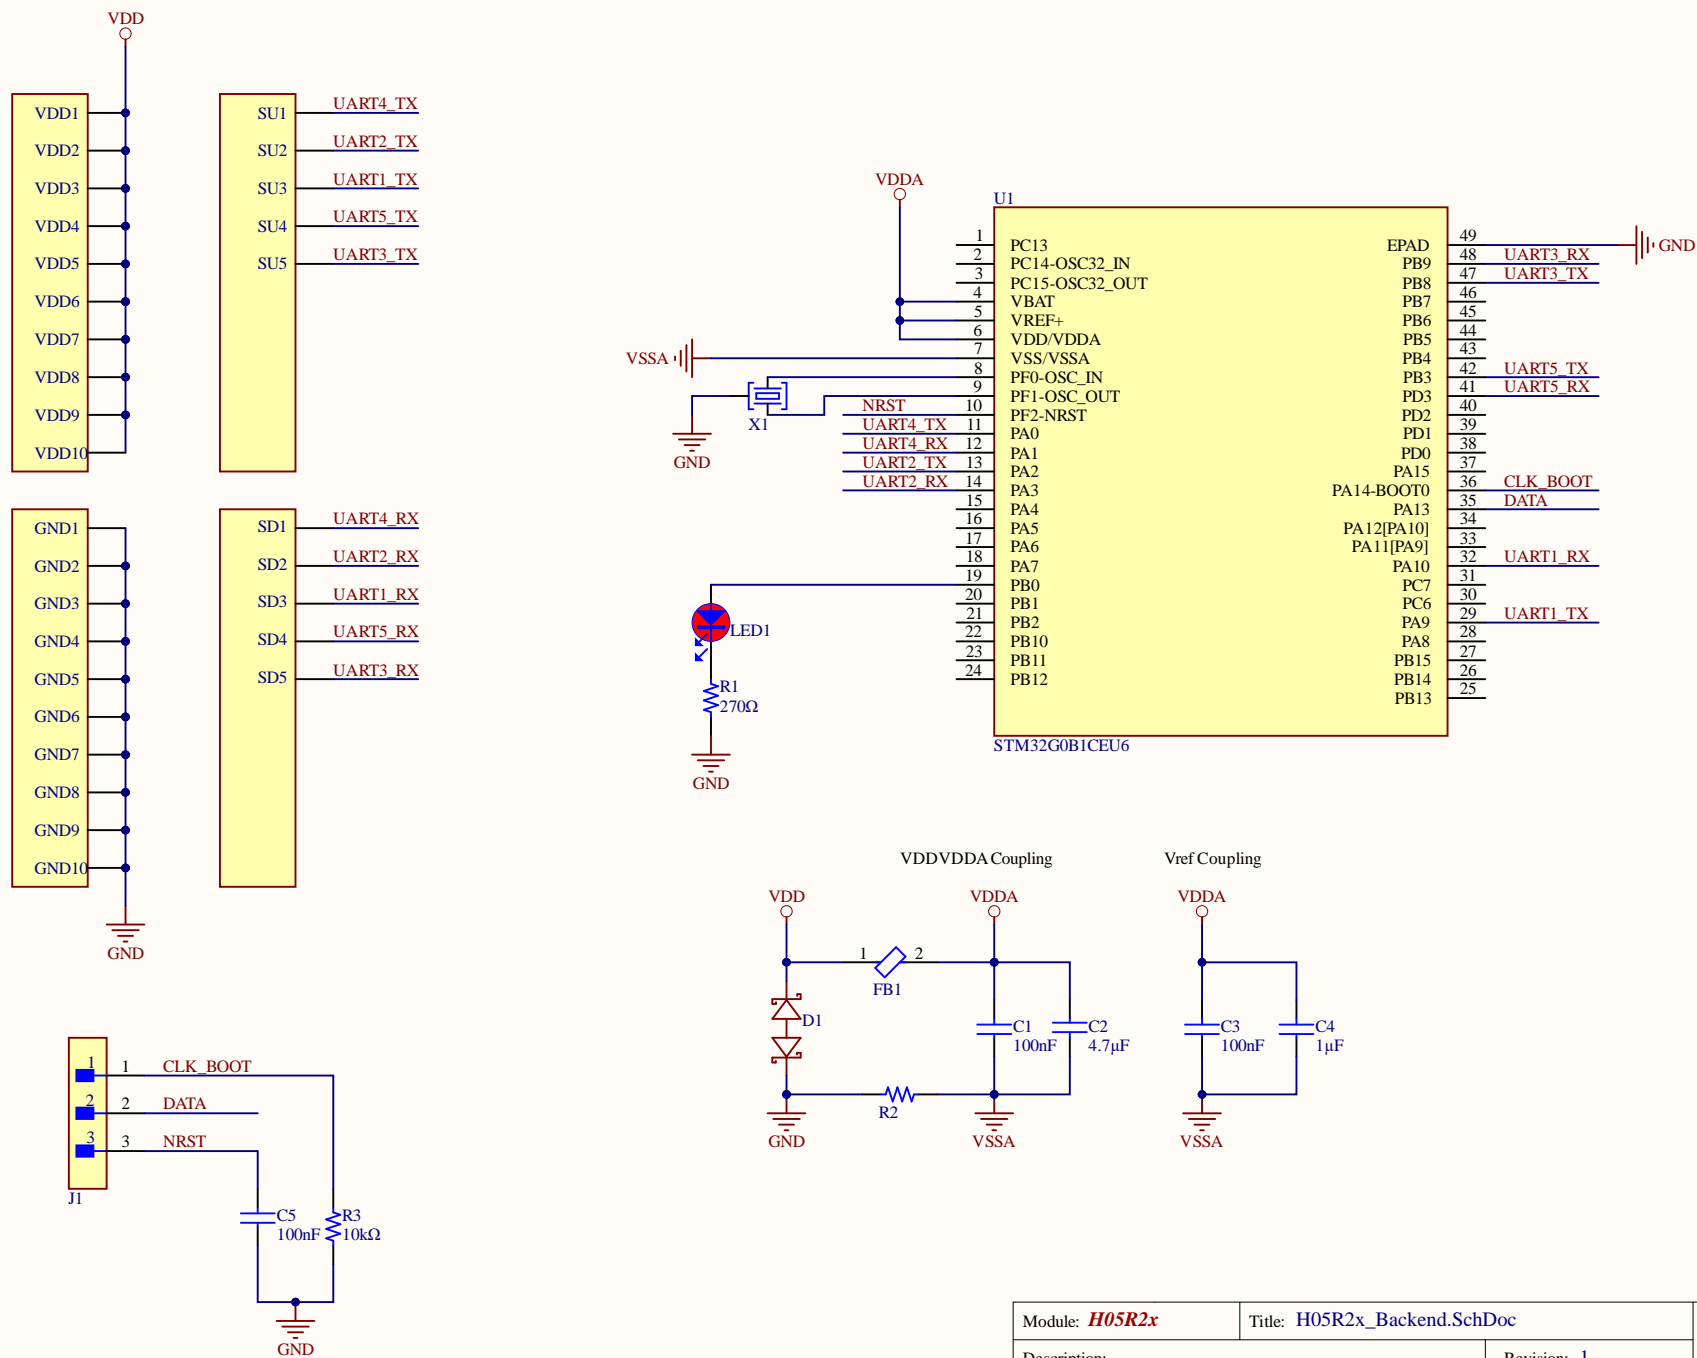 VDD
VDD1
VDD2
VDD3
VDD4
VDD5
VDD6
VDD7
VDD8
VDD9
VDD10
SU1 UART4_TX
SU2 UART2_TX
SU3 UART1_TX
SU4 UART5_TX
SU5 UART3_TX
GND1
GND2
GND3
GND4
GND5
GND6
GND7
GND8
GND9
GND10
GND
SD1 UART4_RX
SD2 UART2_RX
SD3 UART1_RX
SD4 UART5_RX
SD5 UART3_RX
VDDA
U1
1 PC13
2 PC14-OSC32_IN
3 PC15-OSC32_OUT
4 VBAT
5 VREF+
6 VDD/VDDA
VSSA 7 VSS/VSSA
8 PF0-OSC_IN
9 PF1-OSC_OUT
NRST 10 PF2-NRST
UART4_TX 11 PA0
UART4_RX 12 PA1
UART2_TX 13 PA2
UART2_RX 14 PA3
15 PA4
16 PA5
17 PA6
18 PA7
19 PB0
20 PB1
21 PB2
22 PB10
23 PB11
24 PB12
EPAD 49 GND
PB9 48 UART3_RX
PB8 47 UART3_TX
PB7 46
PB6 45
PB5 44
PB4 43
PB3 42 UART5_TX
PD3 41 UART5_RX
PD2 40
PD1 39
PD0 38
PA15 37
PA14-BOOT0 36 CLK_BOOT
PA13 35 DATA
PA12[PA10] 34
PA11[PA9] 33
PA10 32 UART1_RX
PC7 31
PC6 30
PA9 29 UART1_TX
PA8 28
PB15 27
PB14 26
PB13 25
STM32G0B1CEU6
X1
GND
LED1
R1
270Ω
GND
VDDVDDA Coupling
VDD
VDDA
1 2
FB1
D1
C1
100nF
C2
4.7µF
R2
GND
VSSA
Vref Coupling
VDDA
C3
100nF
C4
1µF
VSSA
1 1 CLK_BOOT
2 2 DATA
3 3 NRST
J1
C5
100nF
R3
10kΩ
GND
Module: H05R2x
Title: H05R2x_Backend.SchDoc
Description:
Revision: 1